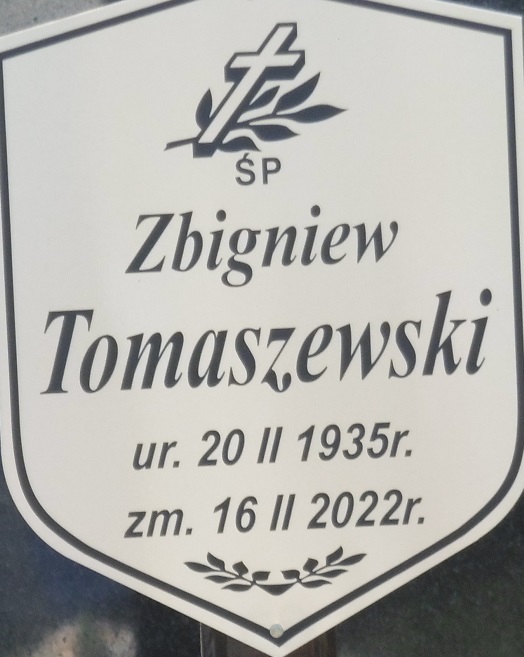 ŚP
Zbigniew
Tomaszewski
ur. 20 II 1935r.
zm. 16 II 2022r.